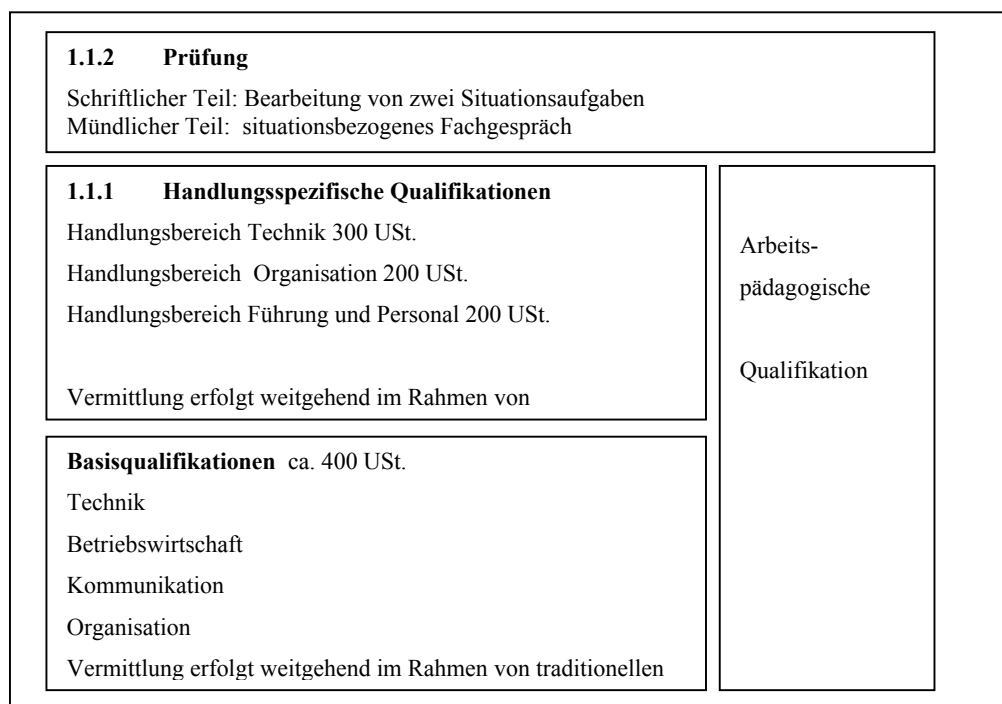 1.1.2 Prüfung
Schriftlicher Teil: Bearbeitung von zwei Situationsaufgaben
Mündlicher Teil: situationsbezogenes Fachgespräch
1.1.1 Handlungsspezifische Qualifikationen
Handlungsbereich Technik 300 USt.
Handlungsbereich Organisation 200 USt.
Handlungsbereich Führung und Personal 200 USt.
Vermittlung erfolgt weitgehend im Rahmen von
Arbeits-
pädagogische
Qualifikation
Basisqualifikationen ca. 400 USt.
Technik
Betriebswirtschaft
Kommunikation
Organisation
Vermittlung erfolgt weitgehend im Rahmen von traditionellen